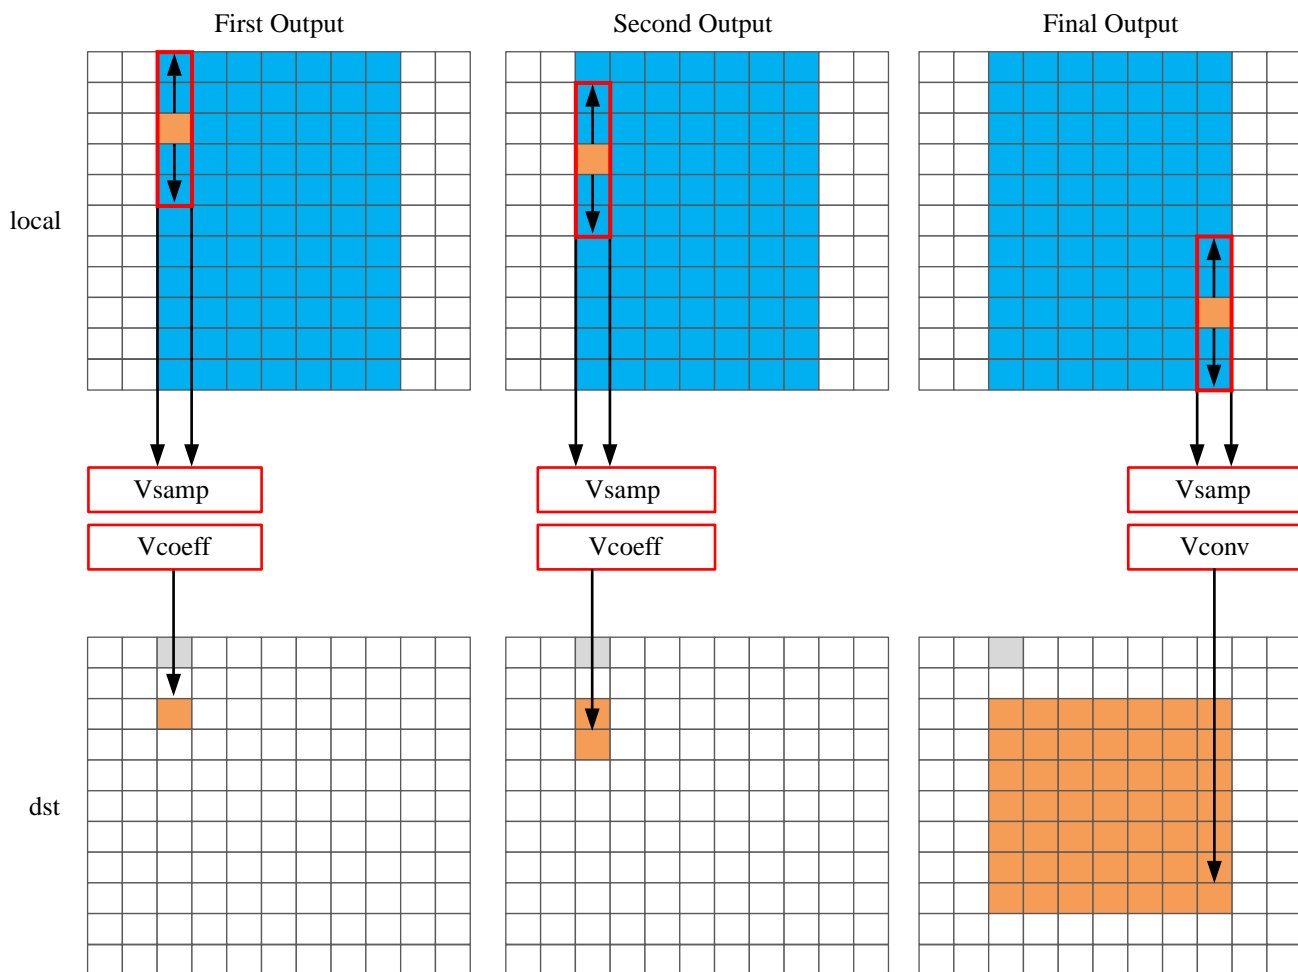 First Output
Second Output
Final Output
local
Vsamp
Vsamp
Vsamp
Vcoeff
Vcoeff
Vconv
dst